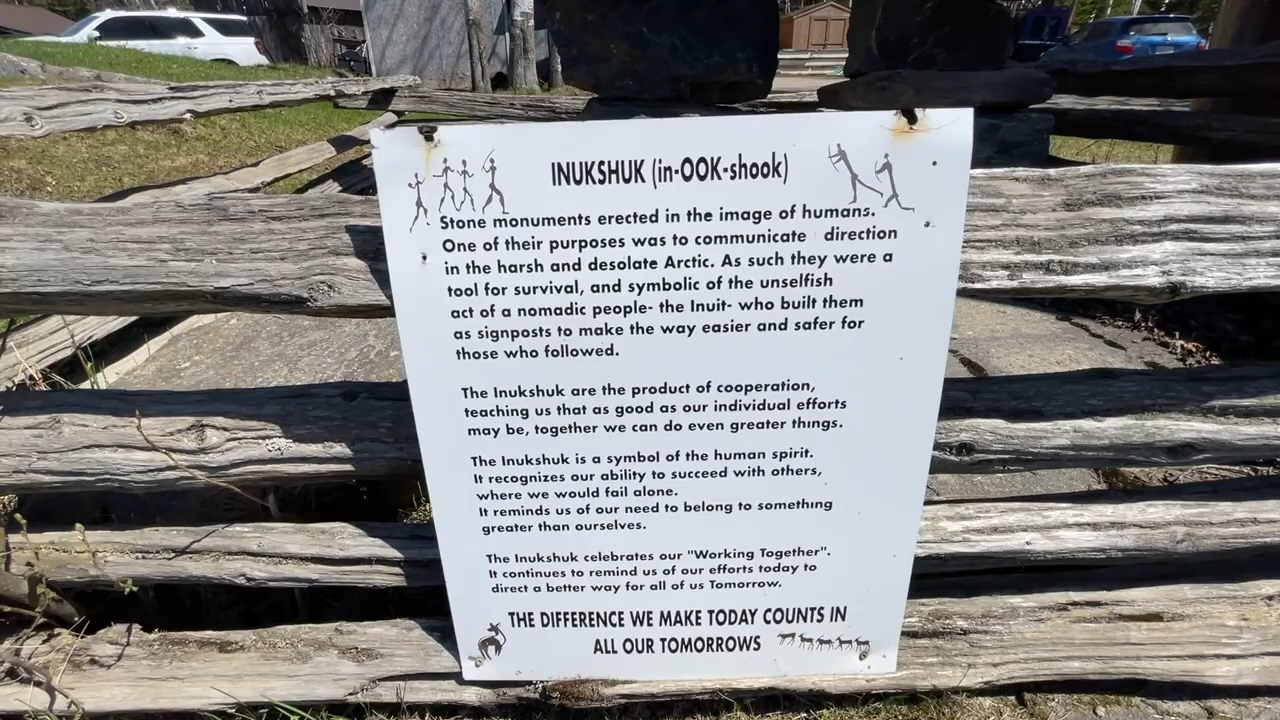 INUKSHUK (in-OOK-shook)
Stone monuments erected in the image of humans.
One of their purposes was to communicate direction
in the harsh and desolate Arctic. As such they were a
tool for survival, and symbolic of the unselfish
act of a nomadic people- the Inuit- who built them
as signposts to make the way easier and safer for
those who followed.
The Inukshuk are the product of cooperation,
teaching us that as good as our individual efforts
may be, together we can do even greater things.
The Inukshuk is a symbol of the human spirit.
It recognizes our ability to succeed with others,
where we would fail alone.
It reminds us of our need to belong to something
greater than ourselves.
The Inukshuk celebrates our "Working Together".
It continues to remind us of our efforts today to
direct a better way for all of us Tomorrow.
THE DIFFERENCE WE MAKE TODAY COUNTS IN
ALL OUR TOMORROWS